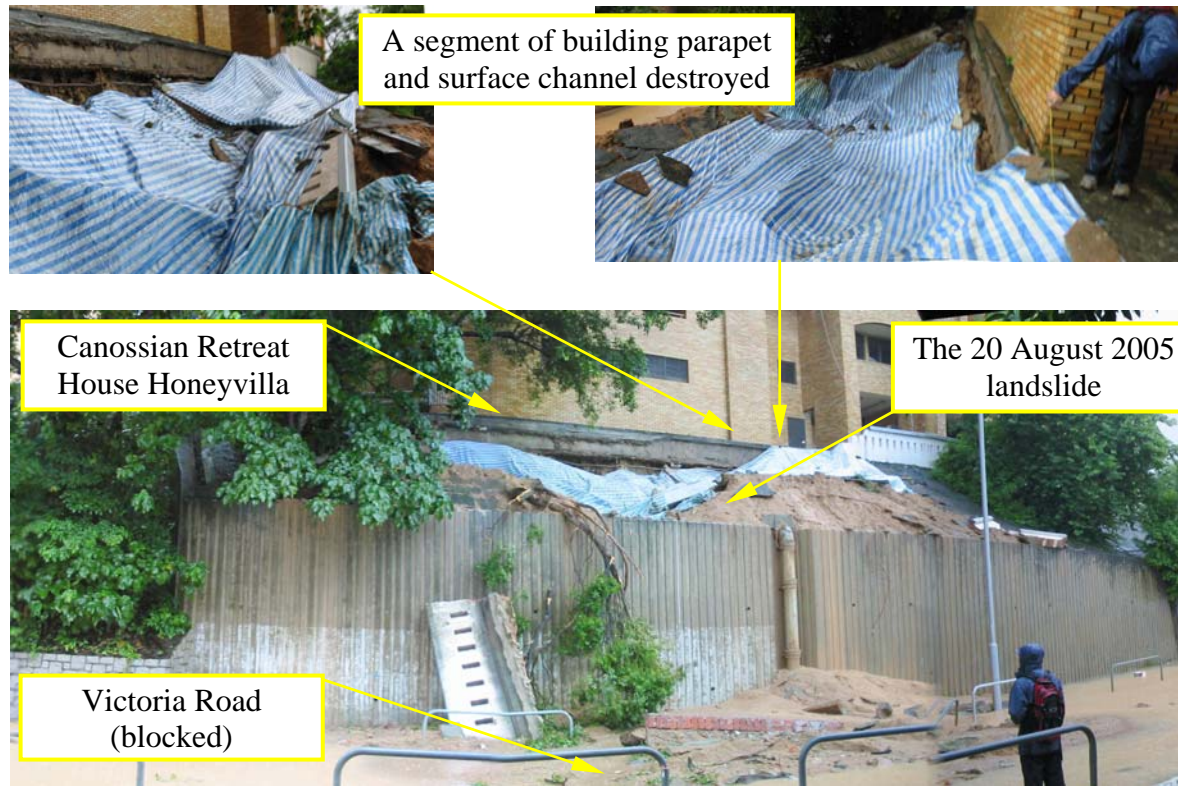 A segment of building parapet
and surface channel destroyed
Canossian Retreat
House Honeyvilla
The 20 August 2005
landslide
Victoria Road
(blocked)